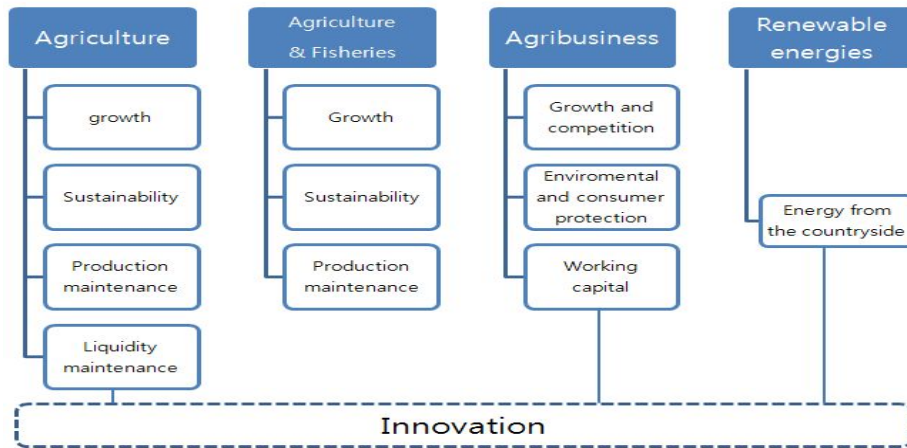 Agriculture
growth
Sustainability
Production
maintenance
Liquidity
maintenance
Agriculture
& Fisheries
Growth
Sustainability
Production
maintenance
Agribusiness
Growth and
competition
Enviromental
and consumer
protection
Working
capital
Renewable
energies
Energy from
the countryside
Innovation